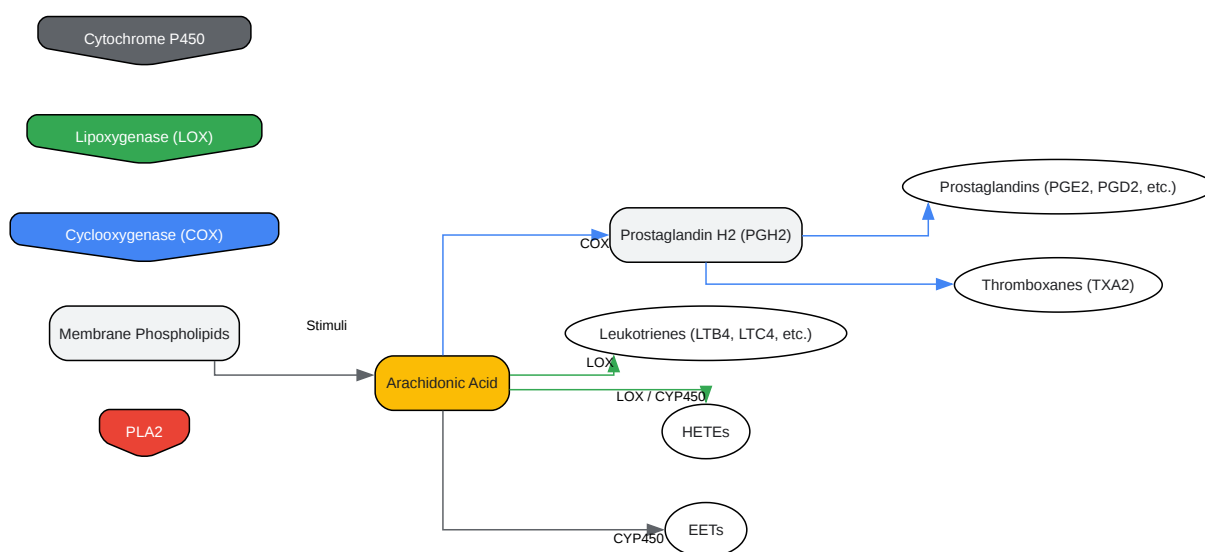 Cytochrome P450
Lipoxygenase (LOX)
Cyclooxygenase (COX)
Membrane Phospholipids
PLA2
Stimuli
Arachidonic Acid
COX
Prostaglandin H2 (PGH2)
Prostaglandins (PGE2, PGD2, etc.)
Thromboxanes (TXA2)
Leukotrienes (LTB4, LTC4, etc.)
LOX
LOX / CYP450
HETEs
CYP450
EETs